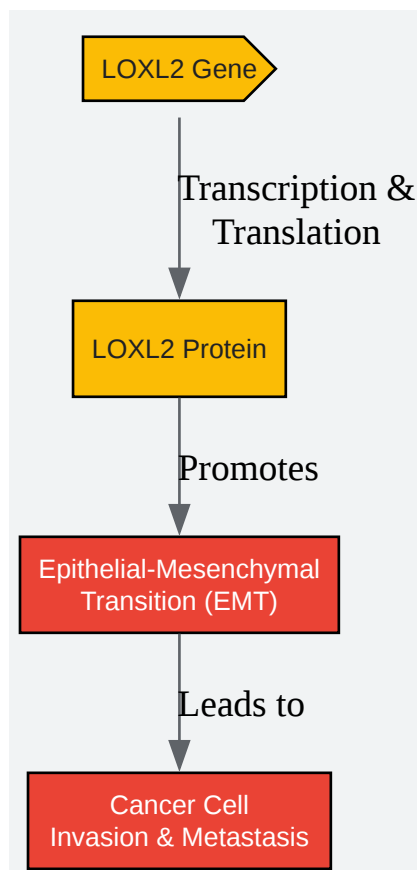 LOXL2 Gene
Transcription &
Translation
LOXL2 Protein
Promotes
Epithelial-Mesenchymal
Transition (EMT)
Leads to
Cancer Cell
Invasion & Metastasis